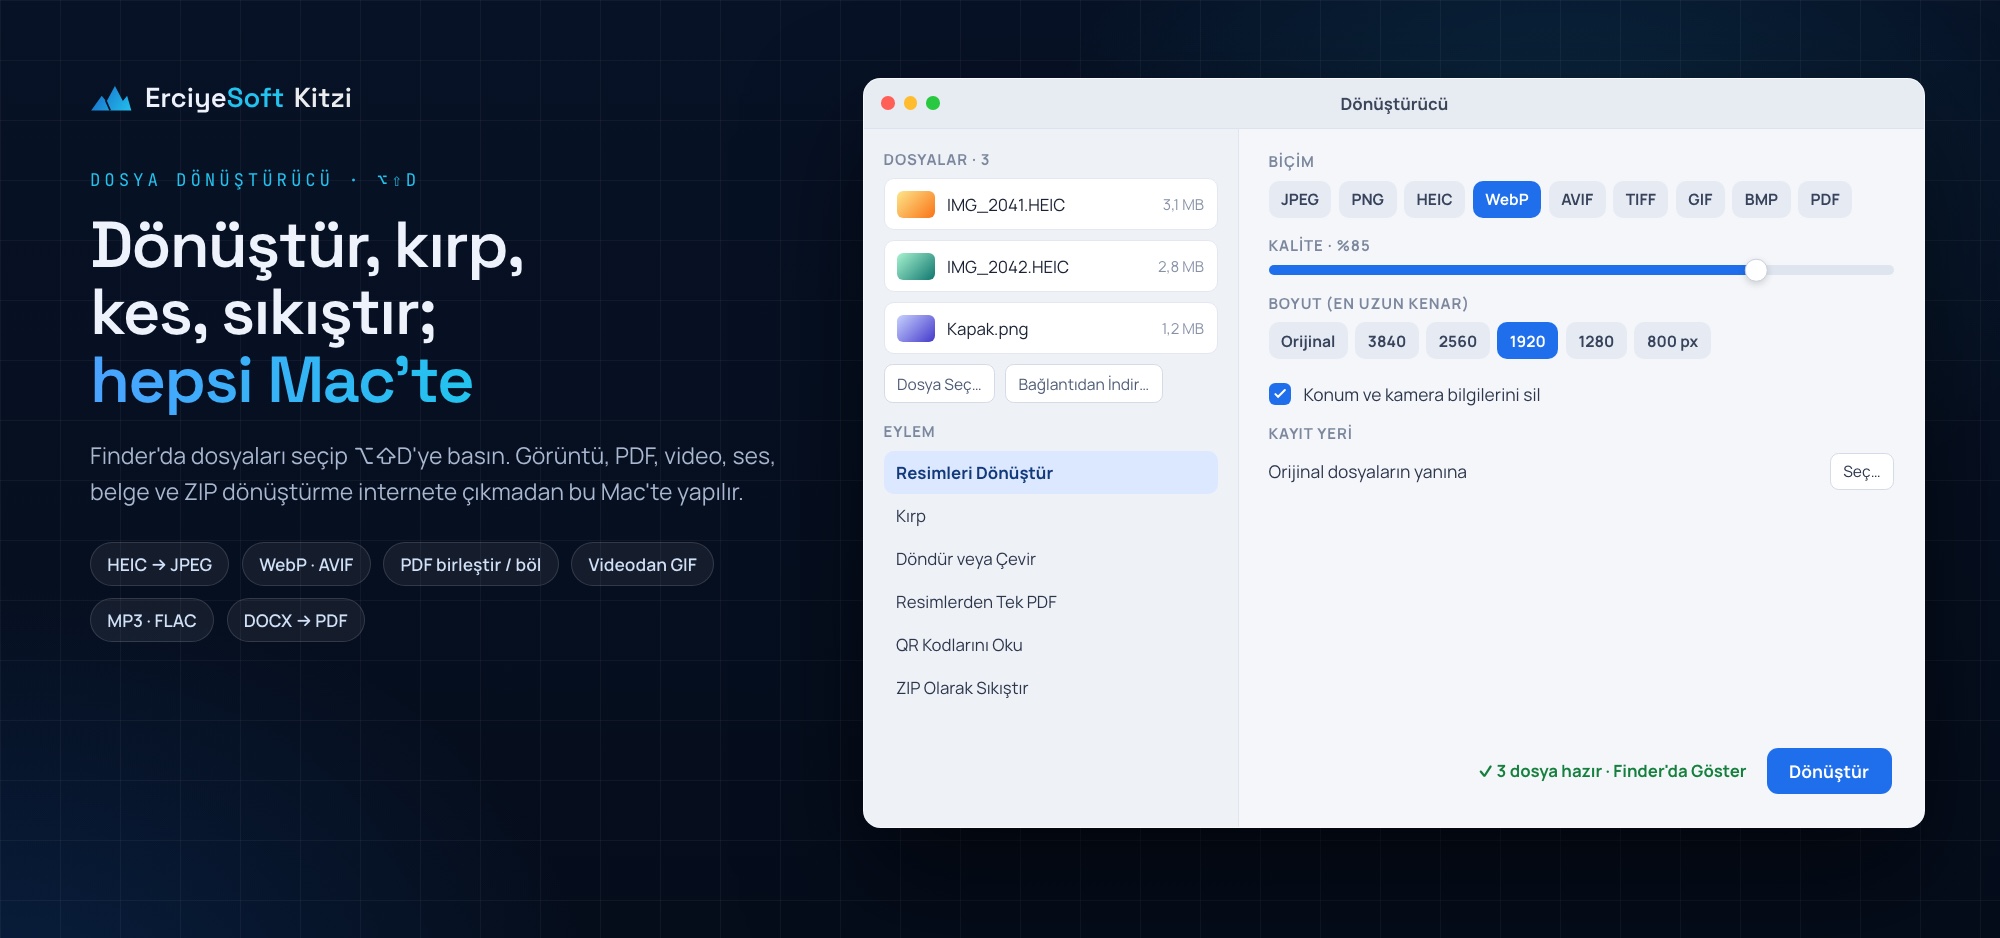 ErciyeSoft Kitzi
DOSYA DÖNÜŞTÜRÜCÜ · ⌥⇧D
Dönüştür, kırp,
kes, sıkıştır;
hepsi Mac’te
Finder'da dosyaları seçip ⌥⇧D'ye basın. Görüntü, PDF, video, ses,
belge ve ZIP dönüştürme internete çıkmadan bu Mac'te yapılır.
HEIC → JPEG
WebP · AVIF
PDF birleştir / böl
Videodan GIF
MP3 · FLAC
DOCX → PDF
Dönüştürücü
DOSYALAR · 3
IMG_2041.HEIC 3,1 MB
IMG_2042.HEIC 2,8 MB
Kapak.png 1,2 MB
Dosya Seç...
Bağlantıdan İndir...
EYLEM
Resimleri Dönüştür
Kırp
Döndür veya Çevir
Resimlerden Tek PDF
QR Kodlarını Oku
ZIP Olarak Sıkıştır
BİÇİM
JPEG PNG HEIC WebP AVIF TIFF GIF BMP PDF
KALİTE · %85
BOYUT (EN UZUN KENAR)
Orijinal 3840 2560 1920 1280 800 px
Konum ve kamera bilgilerini sil
KAYIT YERİ
Orijinal dosyaların yanına
Seç...
✓ 3 dosya hazır · Finder'da Göster
Dönüştür